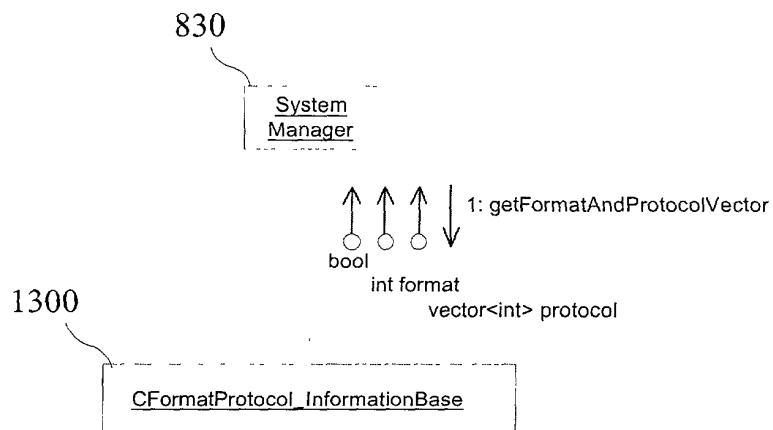 830
System
Manager
1: getFormatAndProtocolVector
bool
int format
vector<int> protocol
1300
CFormatProtocol_InformationBase